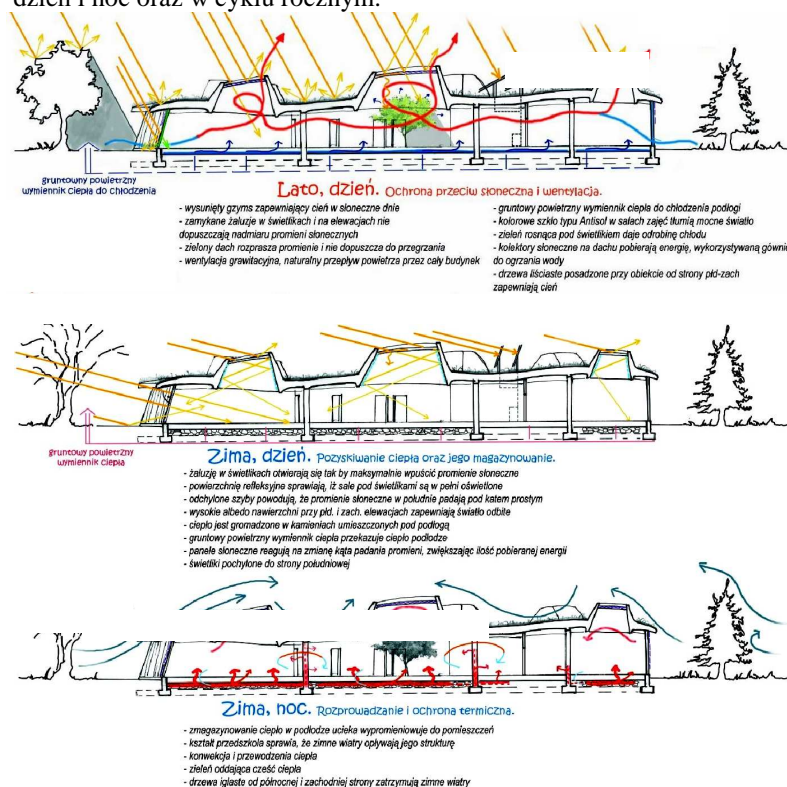 dzień i noc oraz w cyklu rocznym.
gruntowny powietrzny
wymiennik ciepła do chłodzenia
Lato, dzień. Ochrona przeciw słoneczna i wentylacja.
- wysunięty gzyms zapewniający cień w słoneczne dnie
- zamykane żaluzje w świetlikach i na elewacjach nie
dopuszczają nadmiaru promieni słonecznych
- zielony dach rozprasza promienie i nie dopuszcza do przegrzania
- wentylacja grawitacyjna, naturalny przepływ powietrza przez cały budynek
- gruntowy powietrzny wymiennik ciepła do chłodzenia podłogi
- kolorowe szkło typu Antisol w salach zajęć tłumią mocne światło
- zieleń rosnąca pod świetlikiem daje odrobinę chłodu
- kolektory słoneczne na dachu pobierają energię, wykorzystywaną główni
do ogrzania wody
- drzewa liściaste posadzone przy obiekcie od strony płd-zach
zapewniają cień
gruntowy powietrzny
wymiennik ciepła
Zima, dzień. Pozyskiwanie ciepła oraz jego magazynowanie.
- żaluzję w świetlikach otwierają się tak by maksymalnie wpuścić promienie słoneczne
- powierzchnię refleksyjne sprawiają, iż sale pod świetlikami są w pełni oświetlone
- odchylone szyby powodują, że promienie słoneczne w południe padają pod katem prostym
- wysokie albedo nawierzchni przy płd. i zach. elewacjach zapewniają światło odbite
- ciepło jest gromadzone w kamieniach umieszczonych pod podłogą
- gruntowy powietrzny wymiennik ciepła przekazuje ciepło podłodze
- panele słoneczne reagują na zmianę kąta padania promieni, zwiększając ilość pobieranej energii
- świetliki pochylone do strony południowej
Zima, noc. Rozprowadzanie i ochrona termiczna.
- zmagazynowanie ciepło w podłodze ucieka wypromieniowuje do pomieszczeń
- kształt przedszkola sprawia, że zimne wiatry opływają jego strukturę
- konwekcja i przewodzenia ciepła
- zieleń oddająca cześć ciepła
- drzewa iglaste od północnej i zachodniej strony zatrzymują zimne wiatry